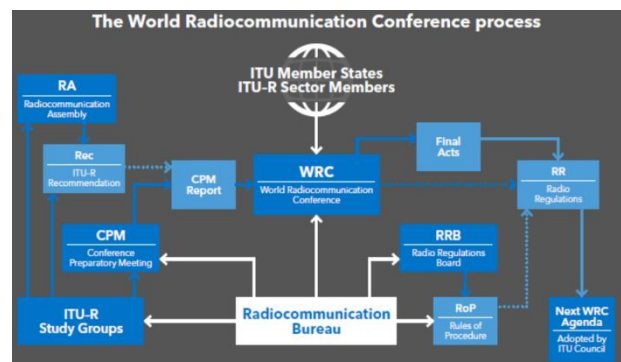 The World Radiocommunication Conference process
ITU Member States
ITU-R Sector Members
RA
Radiocommunication
Assembly
Rec
ITU-R
Recommendation
CPM
Report
WRC
World Radiocommunication
Conference
Final
Acts
RR
Radio
Regulations
CPM
Conference
Preparatory Meeting
RRB
Radio Regulations
Board
ITU-R
Study Groups
Radiocommunication
Bureau
RoP
Rules of
Procedure
Next WRC
Agenda
Adopted by
ITU Council